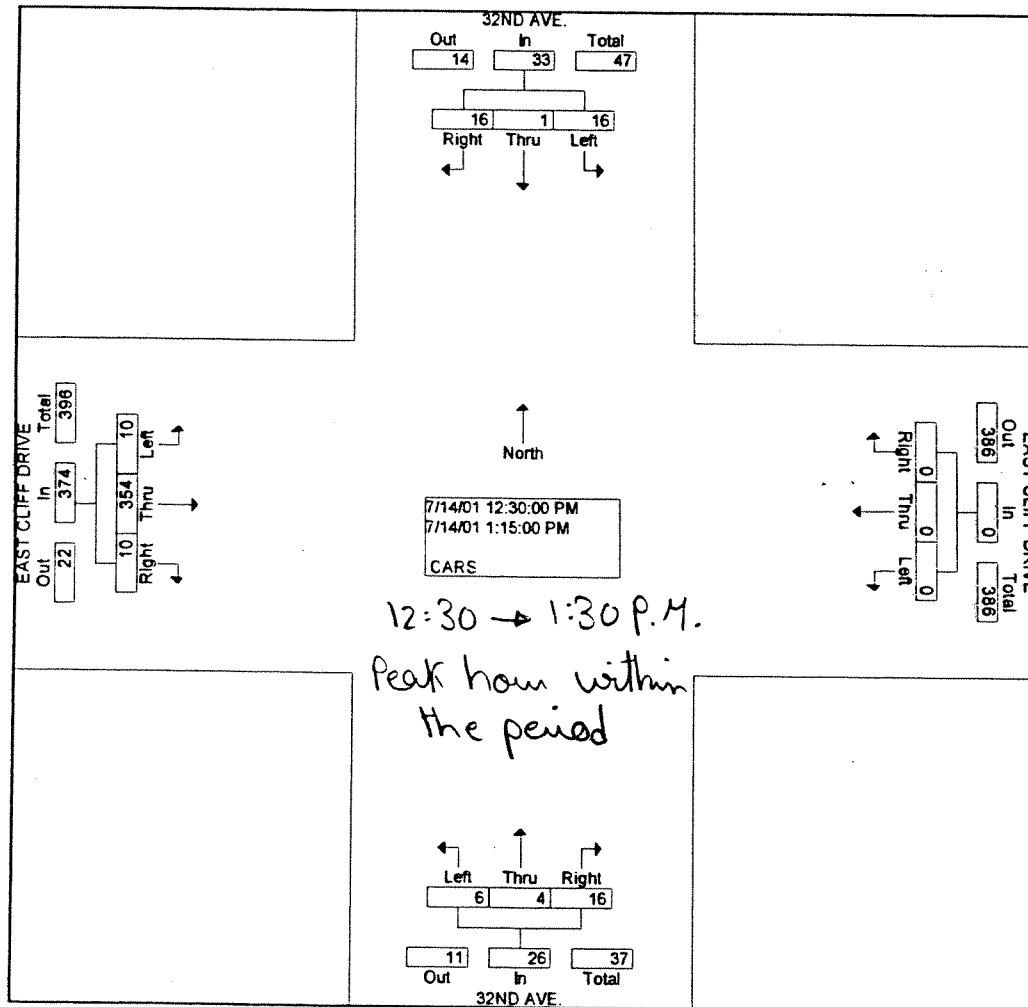 32ND AVE.
Out In Total
14 33 47
16 1 16
Right Thru Left
EAST CLIFF DRIVE
Total In Out
396 374 22
10 354 10
Left Thru Right
North
7/14/01 12:30:00 PM
7/14/01 1:15:00 PM
CARS
12:30 → 1:30 P.M.
Peak hour within
the period
Right Thru Left
0 0 0
Out In Total
386 0 386
EAST CLIFF DRIVE
Left Thru Right
6 4 16
11 26 37
Out In Total
32ND AVE.